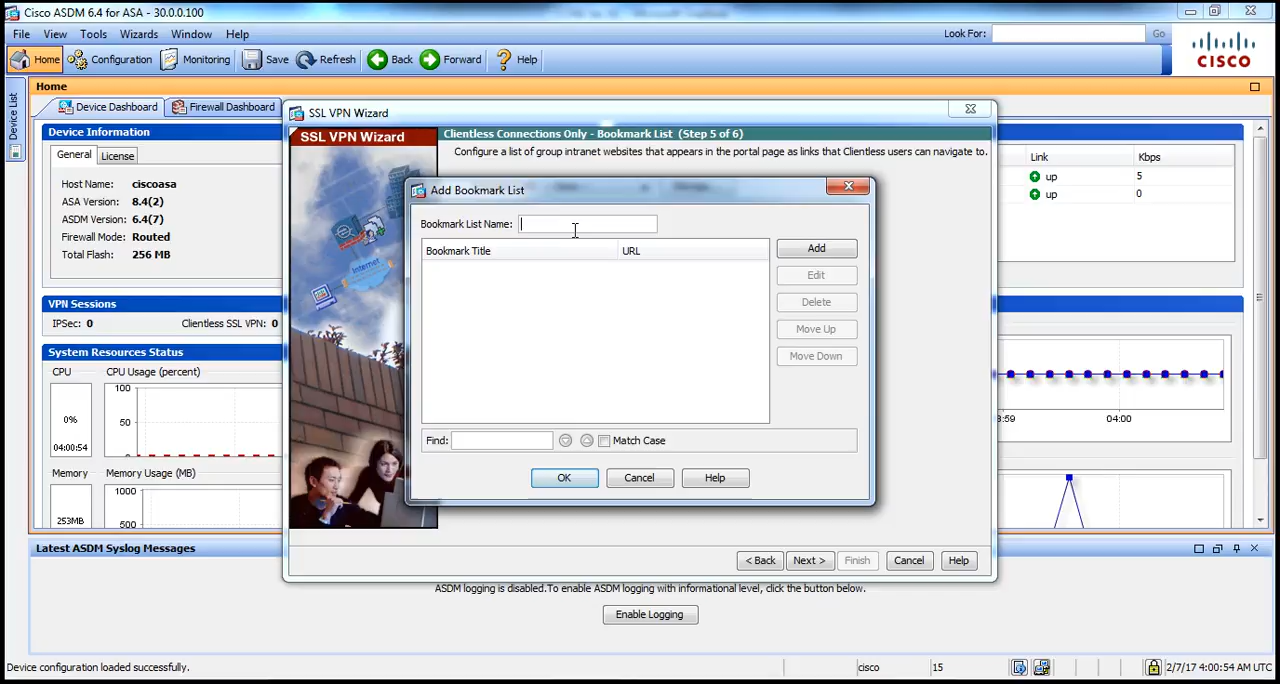 Cisco ASDM 6.4 for ASA - 30.0.0.100
File View Tools Wizards Window Help
Look For: Go
Home Configuration Monitoring Save Refresh Back Forward Help
CISCO
Device List
Home
Device Dashboard Firewall Dashboard
Device Information
General License
Host Name: ciscoasa
ASA Version: 8.4(2)
ASDM Version: 6.4(7)
Firewall Mode: Routed
Total Flash: 256 MB
VPN Sessions
IPSec: 0 Clientless SSL VPN: 0
System Resources Status
CPU CPU Usage (percent)
100
50
0%
04:00:54
Memory Memory Usage (MB)
1000
500
253MB
Link Kbps
up 5
up 0
04:00
SSL VPN Wizard
SSL VPN Wizard
Internet
Clientless Connections Only - Bookmark List (Step 5 of 6)
Configure a list of group intranet websites that appears in the portal page as links that Clientless users can navigate to.
Add Bookmark List
Bookmark List Name:
Bookmark Title URL
Add
Edit
Delete
Move Up
Move Down
Find: Match Case
OK Cancel Help
< Back Next > Finish Cancel Help
Latest ASDM Syslog Messages
ASDM logging is disabled.To enable ASDM logging with informational level, click the button below.
Enable Logging
Device configuration loaded successfully.
cisco 15 2/7/17 4:00:54 AM UTC